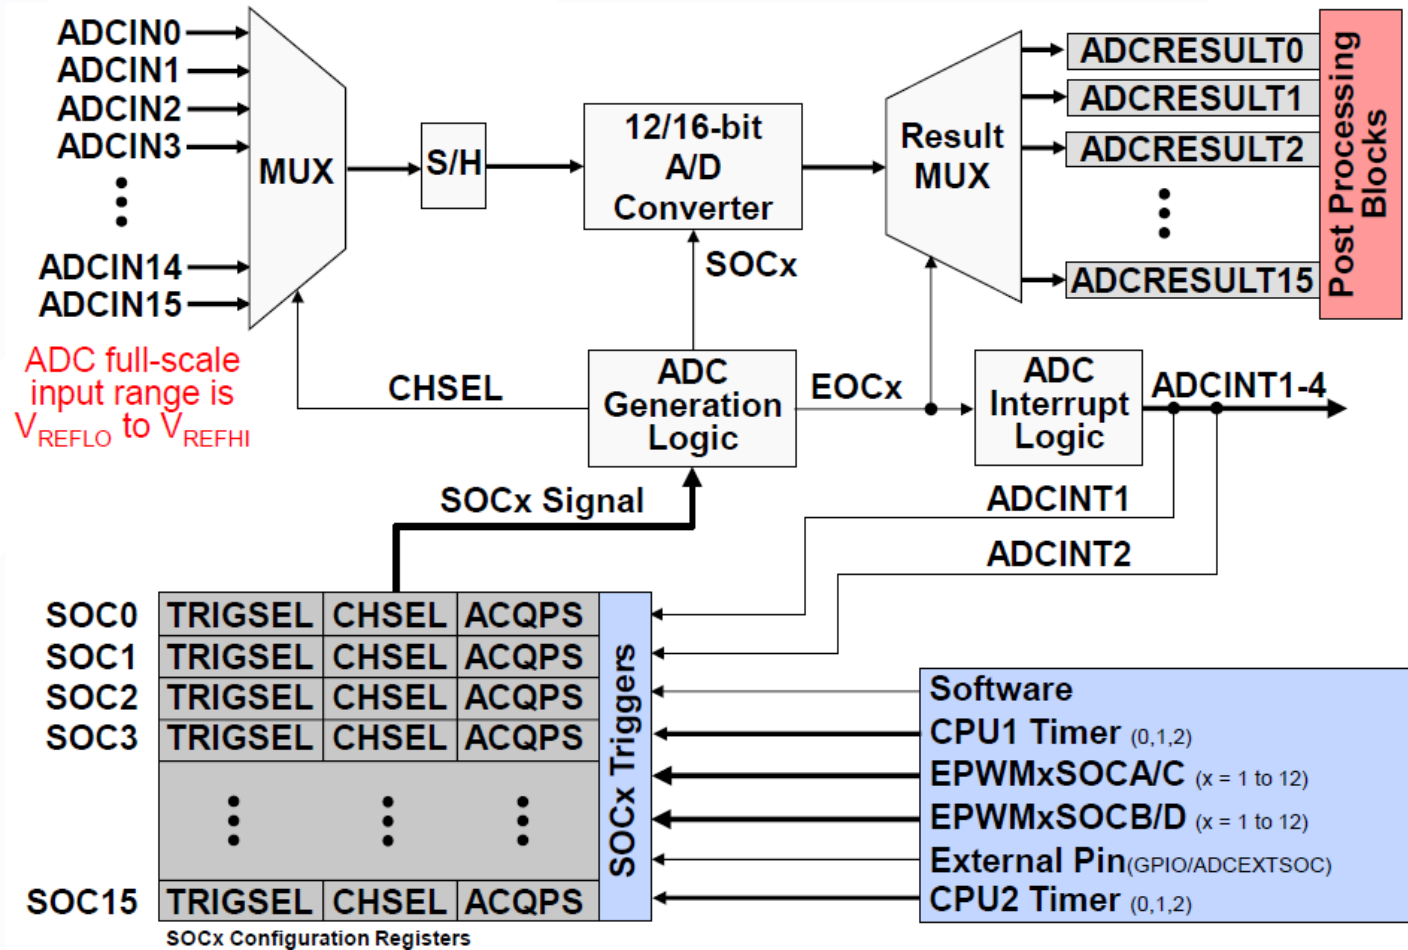 ADCIN0
ADCIN1
ADCIN2
ADCIN3
ADCIN14
ADCIN15
MUX
S/H
12/16-bit
A/D
Converter
Result
MUX
ADCRESULT0
ADCRESULT1
ADCRESULT2
ADCRESULT15
Post Processing
Blocks
SOCx
ADC full-scale
input range is
VREFLO to VREFHI
CHSEL
ADC
Generation
Logic
EOCx
ADC
Interrupt
Logic
ADCINT1-4
SOCx Signal
ADCINT1
ADCINT2
SOC0 TRIGSEL CHSEL ACQPS
SOC1 TRIGSEL CHSEL ACQPS
SOC2 TRIGSEL CHSEL ACQPS
SOC3 TRIGSEL CHSEL ACQPS
SOC15 TRIGSEL CHSEL ACQPS
SOCx Triggers
Software
CPU1 Timer (0,1,2)
EPWMxSOCA/C (x = 1 to 12)
EPWMxSOCB/D (x = 1 to 12)
External Pin(GPIO/ADCEXTSOC)
CPU2 Timer (0,1,2)
SOCx Configuration Registers